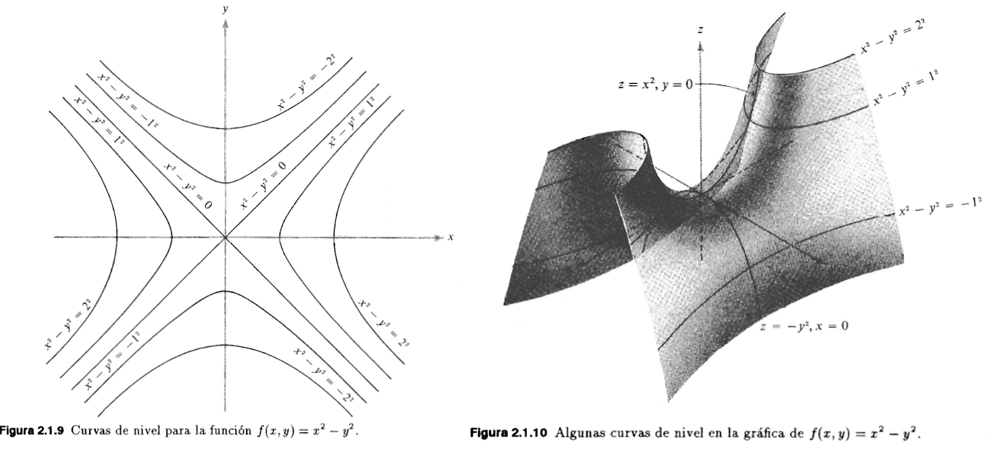 y
x² − y² = −2²
x² − y² = −1²
x² − y² = 1²
x² − y² = 1²
x² − y² = 0
x² − y² = 0
x
x² − y² = 2²
x² − y² = −1²
x² − y² = 2²
x² − y² = −2²
Figura 2.1.9 Curvas de nivel para la función f(x, y) = x² − y².
z
x² − y² = 2²
z = x², y = 0
x² − y² = 1²
x² − y² = −1²
z = −y², x = 0
Figura 2.1.10 Algunas curvas de nivel en la gráfica de f(x, y) = x² − y².